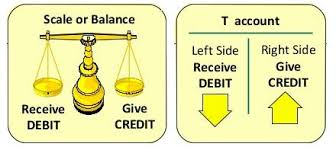 Scale or Balance
Receive
DEBIT
Give
CREDIT
T account
Left Side
Receive
DEBIT
Right Side
Give
CREDIT